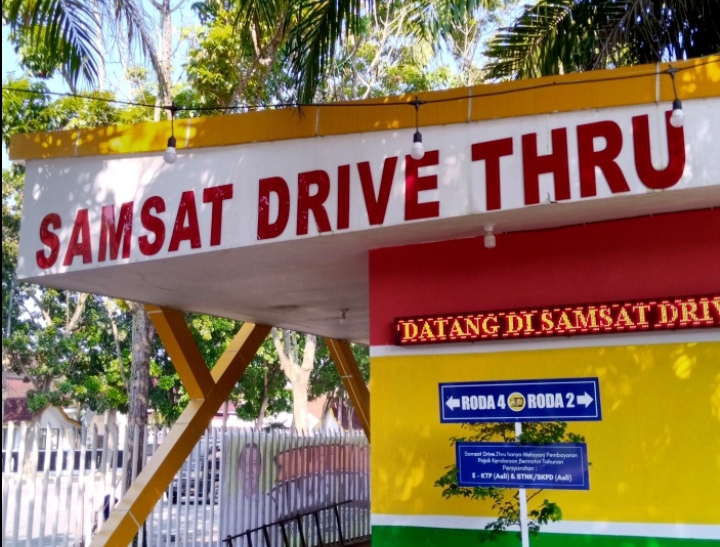 SAMSAT DRIVE THRU
DATANG DI SAMSAT DRIV
RODA 4 RODA 2
Samsat Drive Thru hanya Melayani Pembayaran
Pajak Kendaraan Bermotor Tahunan
Persyaratan :
E - KTP (Asli) & STNK/SKPD (Asli)